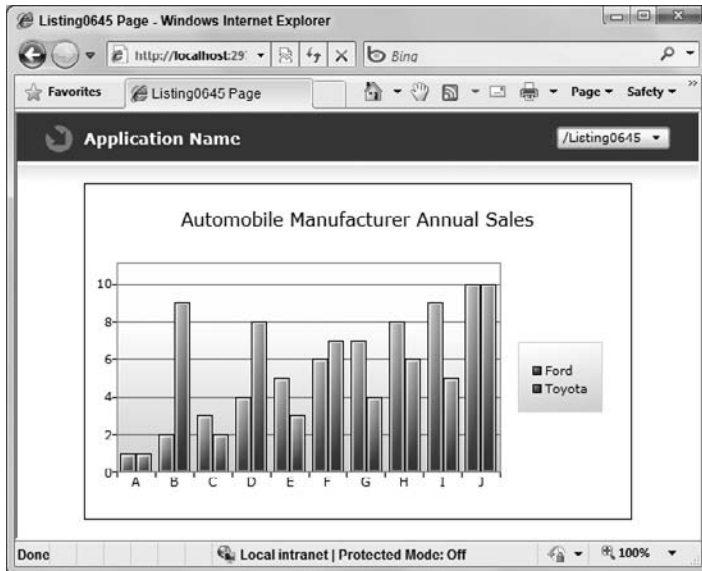 Listing0645 Page - Windows Internet Explorer
http://localhost:29
Bing
Favorites
Listing0645 Page
Page
Safety
»
Application Name
/Listing0645
Automobile Manufacturer Annual Sales
10
8
6
4
2
0
A B C D E F G H I J
Ford
Toyota
Done
Local intranet | Protected Mode: Off
100%